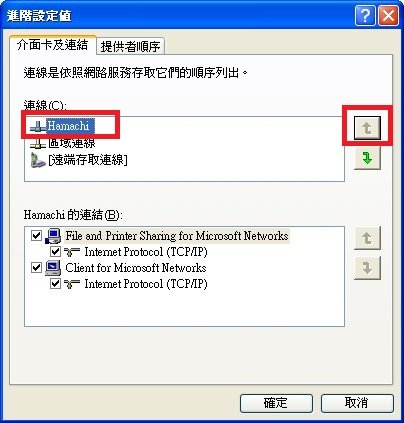 進階設定值
介面卡及連結 提供者順序
連線是依照網路服務存取它們的順序列出。
連線(C):
Hamachi
區域連線
[遠端存取連線]
Hamachi 的連結(B):
File and Printer Sharing for Microsoft Networks
Internet Protocol (TCP/IP)
Client for Microsoft Networks
Internet Protocol (TCP/IP)
確定 取消